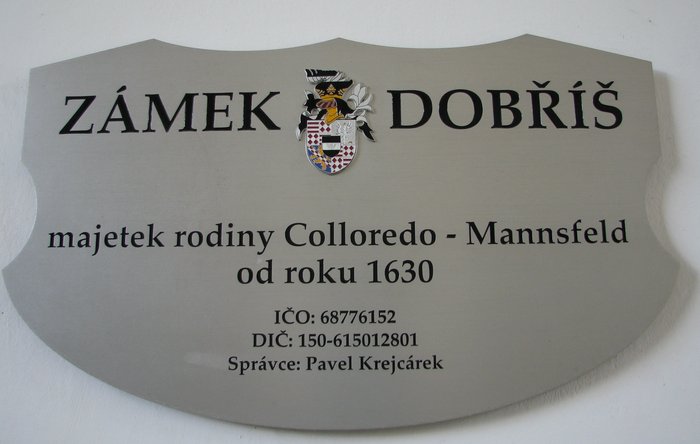 ZÁMEK DOBŘÍŠ
majetek rodiny Colloredo - Mannsfeld
od roku 1630
IČO: 68776152
DIČ: 150-615012801
Správce: Pavel Krejcárek